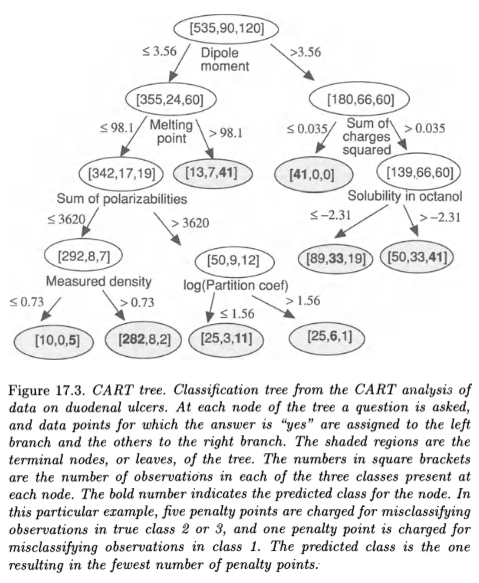 [535,90,120]
≤ 3.56 Dipole moment >3.56
[355,24,60] [180,66,60]
≤ 98.1 Melting point > 98.1 ≤ 0.035 Sum of charges squared > 0.035
[342,17,19] [13,7,41] [41,0,0] [139,66,60]
Sum of polarizabilities Solubility in octanol
≤ 3620 > 3620 ≤ -2.31 > -2.31
[292,8,7] [50,9,12] [89,33,19] [50,33,41]
Measured density log(Partition coef)
≤ 0.73 > 0.73 ≤ 1.56 > 1.56
[10,0,5] [282,8,2] [25,3,11] [25,6,1]
Figure 17.3. CART tree. Classification tree from the CART analysis of
data on duodenal ulcers. At each node of the tree a question is asked,
and data points for which the answer is "yes" are assigned to the left
branch and the others to the right branch. The shaded regions are the
terminal nodes, or leaves, of the tree. The numbers in square brackets
are the number of observations in each of the three classes present at
each node. The bold number indicates the predicted class for the node. In
this particular example, five penalty points are charged for misclassifying
observations in true class 2 or 3, and one penalty point is charged for
misclassifying observations in class 1. The predicted class is the one
resulting in the fewest number of penalty points.